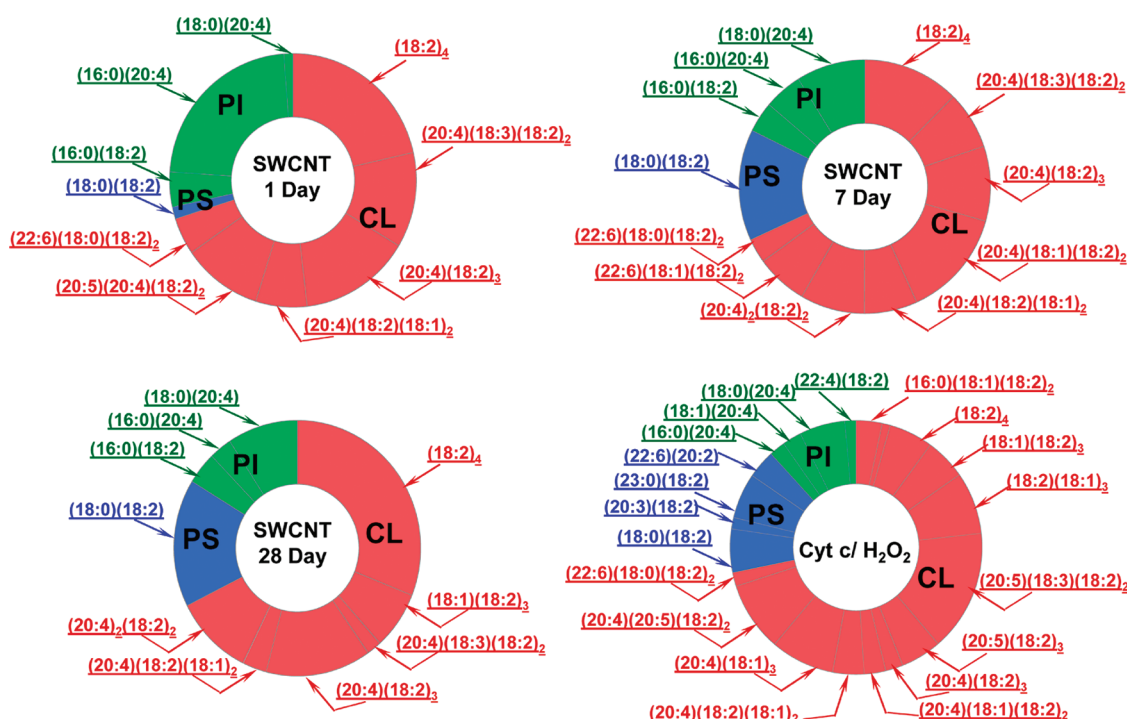 (18:0)(20:4)
(18:2)4
(16:0)(20:4)
PI
(20:4)(18:3)(18:2)2
SWCNT
1 Day
(16:0)(18:2)
(18:0)(18:2)
PS
CL
(22:6)(18:0)(18:2)2
(20:4)(18:2)3
(20:5)(20:4)(18:2)2
(20:4)(18:2)(18:1)2
(18:0)(20:4)
(18:2)4
(16:0)(20:4)
(20:4)(18:3)(18:2)2
(16:0)(18:2)
PI
(18:0)(18:2)
PS
SWCNT
7 Day
(20:4)(18:2)3
CL
(22:6)(18:0)(18:2)2
(20:4)(18:1)(18:2)2
(22:6)(18:1)(18:2)2
(20:4)2(18:2)2
(20:4)(18:2)(18:1)2
(18:0)(20:4)
(16:0)(20:4)
(16:0)(18:2)
PI
(18:2)4
(18:0)(18:2)
PS
SWCNT
28 Day
CL
(18:1)(18:2)3
(20:4)2(18:2)2
(20:4)(18:3)(18:2)2
(20:4)(18:2)(18:1)2
(20:4)(18:2)3
(22:4)(18:2)
(16:0)(18:1)(18:2)2
(18:0)(20:4)
(18:1)(20:4)
(18:2)4
(16:0)(20:4)
PI
(18:1)(18:2)3
(22:6)(20:2)
(23:0)(18:2)
(18:2)(18:1)3
(20:3)(18:2)
PS
(18:0)(18:2)
Cyt c/ H2O2
(22:6)(18:0)(18:2)2
CL
(20:5)(18:3)(18:2)2
(20:4)(20:5)(18:2)2
(20:5)(18:2)3
(20:4)(18:1)3
(20:4)(18:2)3
(20:4)(18:2)(18:1)2
(20:4)(18:1)(18:2)2